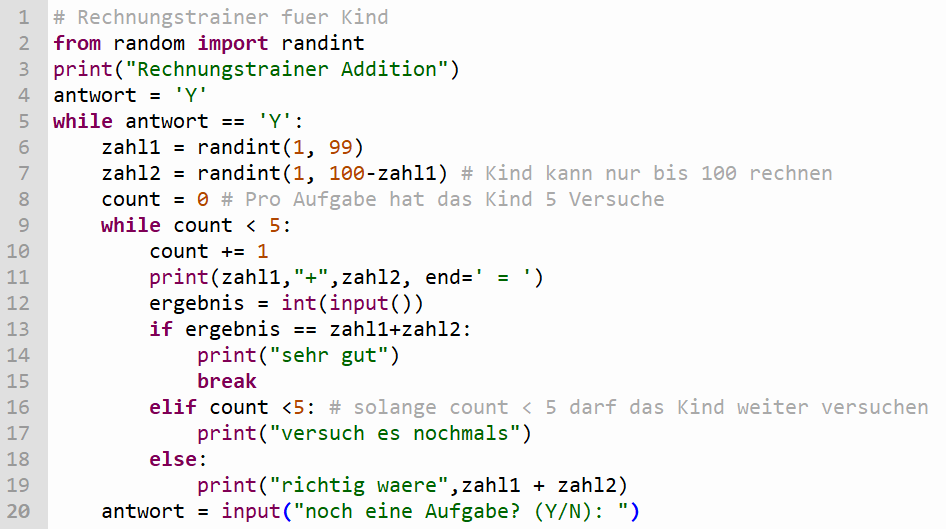 1 # Rechnungstrainer fuer Kind
2 from random import randint
3 print("Rechnungstrainer Addition")
4 antwort = 'Y'
5 while antwort == 'Y':
6     zahl1 = randint(1, 99)
7     zahl2 = randint(1, 100-zahl1) # Kind kann nur bis 100 rechnen
8     count = 0 # Pro Aufgabe hat das Kind 5 Versuche
9     while count < 5:
10         count += 1
11         print(zahl1,"+",zahl2, end=' = ')
12         ergebnis = int(input())
13         if ergebnis == zahl1+zahl2:
14             print("sehr gut")
15             break
16         elif count <5: # solange count < 5 darf das Kind weiter versuchen
17             print("versuch es nochmals")
18         else:
19             print("richtig waere",zahl1 + zahl2)
20     antwort = input("noch eine Aufgabe? (Y/N): ")